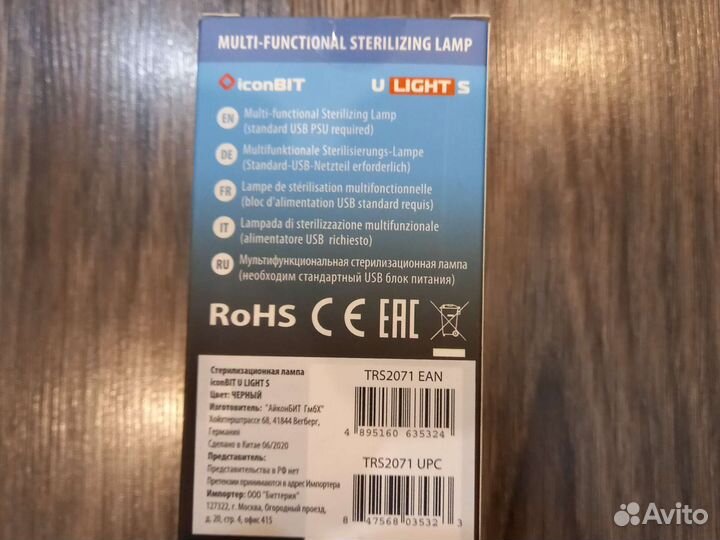 MULTI-FUNCTIONAL STERILIZING LAMP
iconBIT U LIGHT S
EN Multi-functional Sterilizing Lamp
(standard USB PSU required)
DE Multifunktionale Sterilisierungs-Lampe
(Standard-USB-Netzteil erforderlich)
FR Lampe de stérilisation multifonctionnelle
(bloc d'alimentation USB standard requis)
IT Lampada di sterilizzazione multifunzionale
(alimentatore USB richiesto)
RU Мультифункциональная стерилизационная лампа
(необходим стандартный USB блок питания)
RoHS CE EAC
Стерилизационная лампа
iconBIT U LIGHT S
Цвет: ЧЕРНЫЙ
Изготовитель: "АйконБИТ ГмбХ"
Хойхтерштрассе 68, 41844 Вегберг,
Германия
Сделано в Китае 06/2020
Представитель:
Представительства в РФ нет
Претензии принимаются в адрес Импортера
Импортер: ООО "Биттерия"
127322, г. Москва, Огородный проезд,
д. 20, стр. 4, офис 415
TRS2071 EAN
4 895160 635324
TRS2071 UPC
8 47568 03532 3
Avito